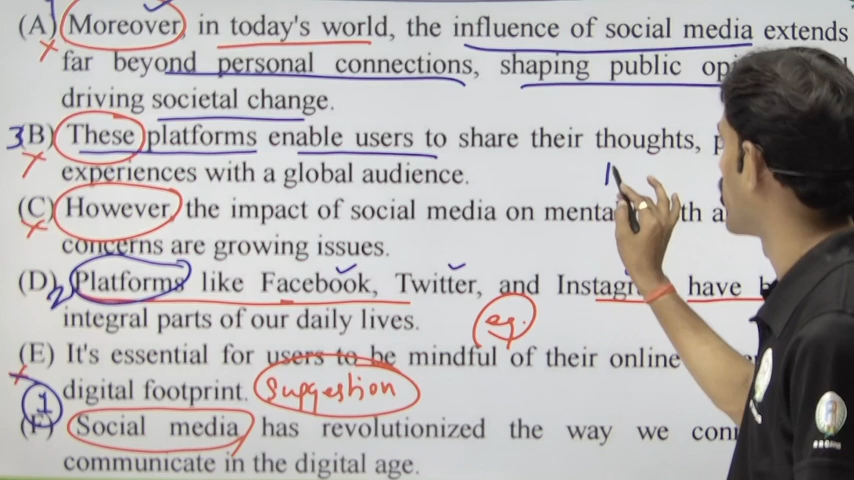 (A) Moreover, in today's world, the influence of social media extends
far beyond personal connections, shaping public
driving societal change.
3 (B) These platforms enable users to share their thoughts,
experiences with a global audience.
(C) However, the impact of social media on
concerns are growing issues.
(D) 2 Platforms like Facebook, Twitter, and have
integral parts of our daily lives. eg.
(E) It's essential for users to be mindful of their online
digital footprint. Suggestion
1
(F) Social media has revolutionized the way we
communicate in the digital age.